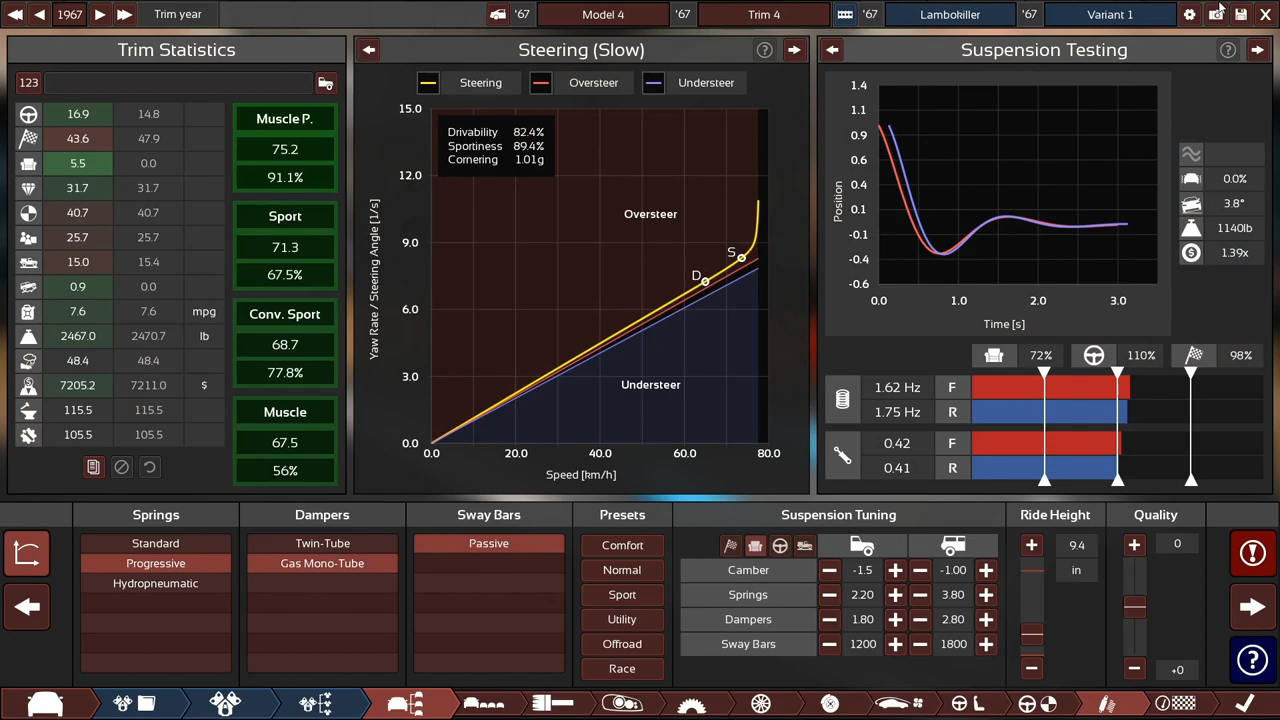 1967 Trim year '67 Model 4 '67 Trim 4 '67 Lambokiller '67 Variant 1
Trim Statistics
123
16.9 14.8
43.6 47.9
5.5 0.0
31.7 31.7
40.7 40.7
25.7 25.7
15.0 15.4
0.9 0.9
7.6 7.6 mpg
2467.0 2470.7 lb
48.4 48.4
7205.2 7211.0 $
115.5 115.5
105.5 105.5
Muscle P.
75.2
91.1%
Sport
71.3
67.5%
Conv. Sport
68.7
77.8%
Muscle
67.5
56%
Steering (Slow) ?
Steering Oversteer Understeer
Yaw Rate / Steering Angle [1/s]
15.0
12.0
9.0
6.0
3.0
0.0
Drivability 82.4%
Sportiness 89.4%
Cornering 1.01g
Oversteer
S
D
Understeer
0.0 20.0 40.0 60.0 80.0
Speed [km/h]
Suspension Testing ?
Position
1.4
1.1
0.9
0.6
0.4
0.1
-0.1
-0.4
-0.6
0.0 1.0 2.0 3.0
Time [s]
0.0%
3.8°
1140lb
1.39x
72% 110% 98%
1.62 Hz F
1.75 Hz R
0.42 F
0.41 R
Springs
Standard
Progressive
Hydropneumatic
Dampers
Twin-Tube
Gas Mono-Tube
Sway Bars
Passive
Presets
Comfort
Normal
Sport
Utility
Offroad
Race
Suspension Tuning
Camber - -1.5 + - -1.00 +
Springs - 2.20 + - 3.80 +
Dampers - 1.80 + - 2.80 +
Sway Bars - 1200 + - 1800 +
Ride Height
+ 9.4
in
-
Quality
+ 0
- +0
!
?